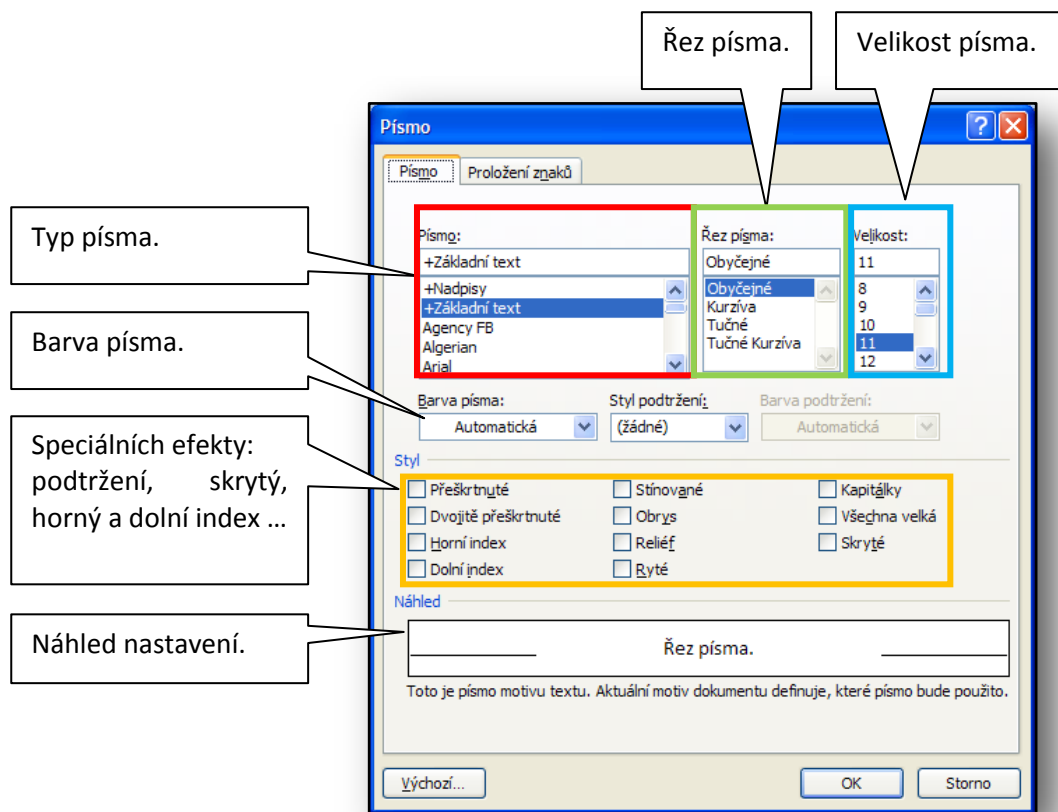 Řez písma.
Velikost písma.
Písmo
Písmo
Proložení znaků
Typ písma.
Písmo:
Řez písma:
Velikost:
+Základní text
Obyčejné
11
+Nadpisy
+Základní text
Agency FB
Algerian
Arial
Obyčejné
Kurzíva
Tučné
Tučné Kurzíva
8
9
10
11
12
Barva písma.
Barva písma:
Styl podtržení:
Barva podtržení:
Automatická
(žádné)
Automatická
Speciálních efekty:
podtržení, skrytý,
horný a dolní index …
Styl
Přeškrtnuté
Stínované
Kapitálky
Dvojitě přeškrtnuté
Obrys
Všechna velká
Horní index
Reliéf
Skryté
Dolní index
Ryté
Náhled
Náhled nastavení.
Řez písma.
Toto je písmo motivu textu. Aktuální motiv dokumentu definuje, které písmo bude použito.
Výchozí...
OK
Storno